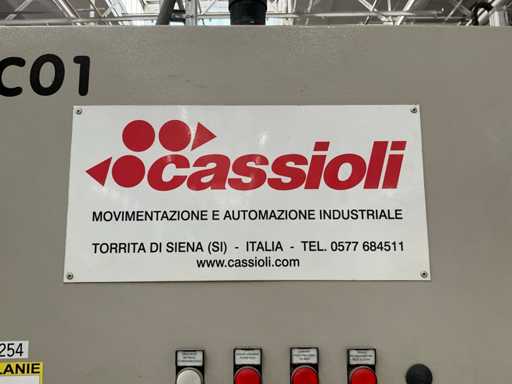 C01
cassioli
MOVIMENTAZIONE E AUTOMAZIONE INDUSTRIALE
TORRITA DI SIENA (SI) - ITALIA - TEL. 0577 684511
www.cassioli.com
254
LANIE